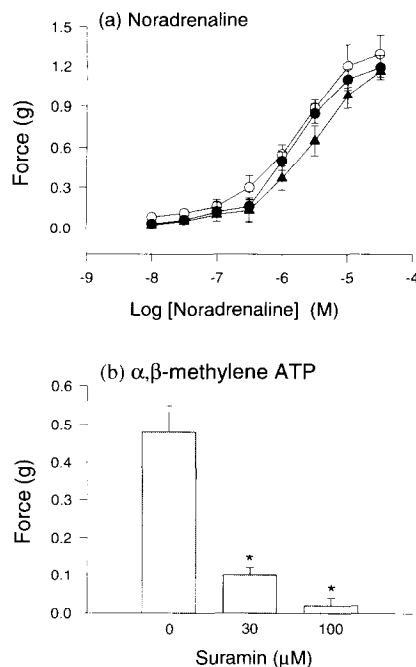 (a) Noradrenaline
1.5
1.2
0.9
0.6
0.3
0.0
Force (g)
-9 -8 -7 -6 -5 -4
Log [Noradrenaline] (M)
(b) α,β-methylene ATP
0.6
0.5
0.4
0.3
0.2
0.1
0.0
Force (g)
* *
0 30 100
Suramin (μM)